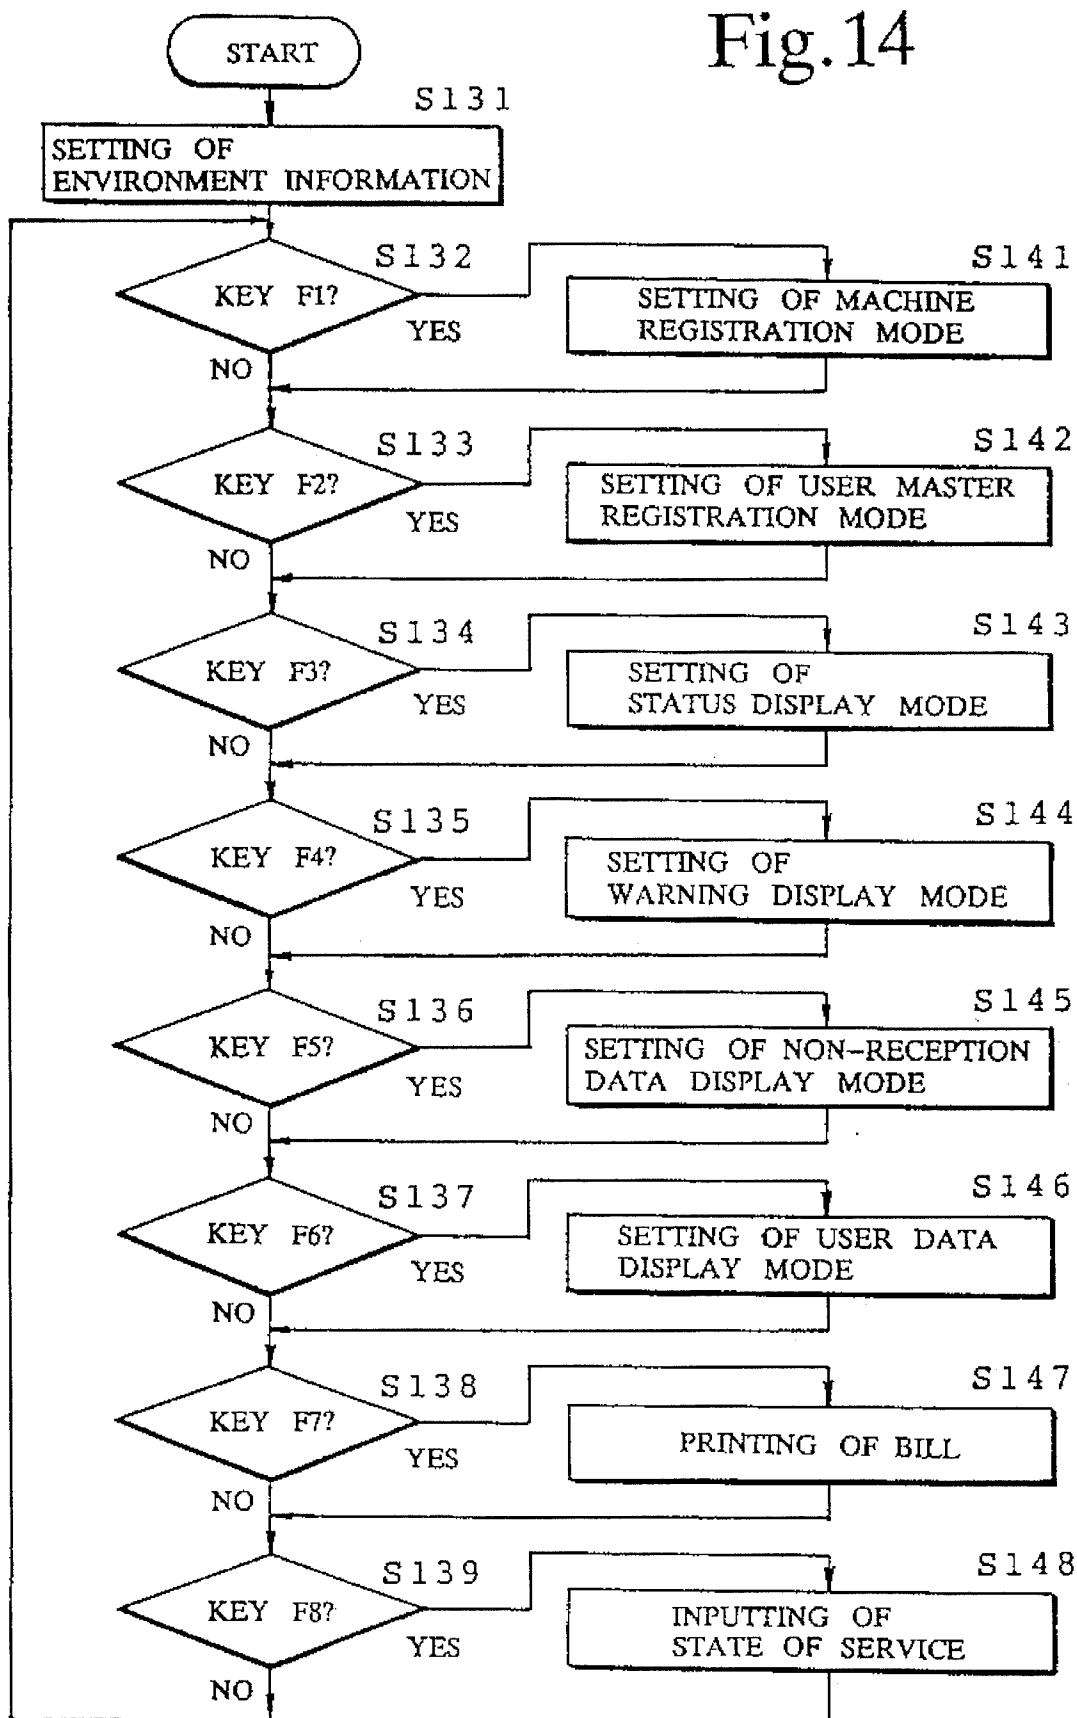 Fig.14
START
S131
SETTING OF
ENVIRONMENT INFORMATION
S132
KEY F1?
YES
NO
S141
SETTING OF MACHINE
REGISTRATION MODE
S133
KEY F2?
YES
NO
S142
SETTING OF USER MASTER
REGISTRATION MODE
S134
KEY F3?
YES
NO
S143
SETTING OF
STATUS DISPLAY MODE
S135
KEY F4?
YES
NO
S144
SETTING OF
WARNING DISPLAY MODE
S136
KEY F5?
YES
NO
S145
SETTING OF NON-RECEPTION
DATA DISPLAY MODE
S137
KEY F6?
YES
NO
S146
SETTING OF USER DATA
DISPLAY MODE
S138
KEY F7?
YES
NO
S147
PRINTING OF BILL
S139
KEY F8?
YES
NO
S148
INPUTTING OF
STATE OF SERVICE